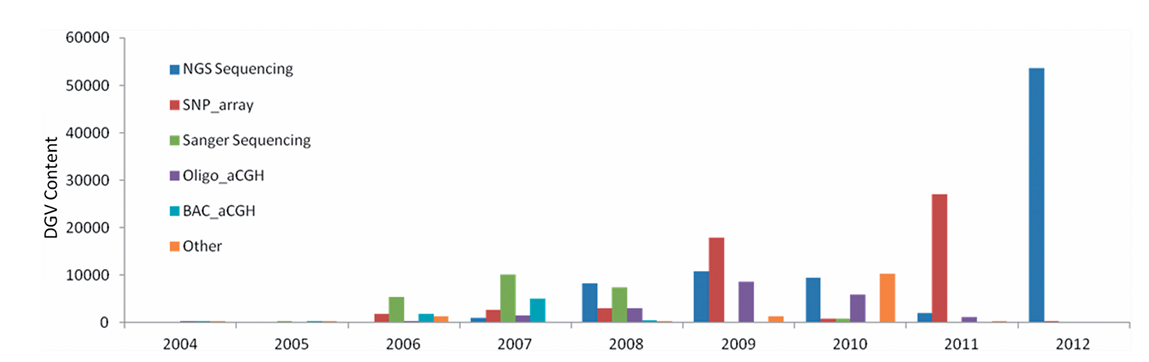 60000
50000
40000
30000
20000
10000
0
DGV Content
NGS Sequencing
SNP_array
Sanger Sequencing
Oligo_aCGH
BAC_aCGH
Other
2004 2005 2006 2007 2008 2009 2010 2011 2012